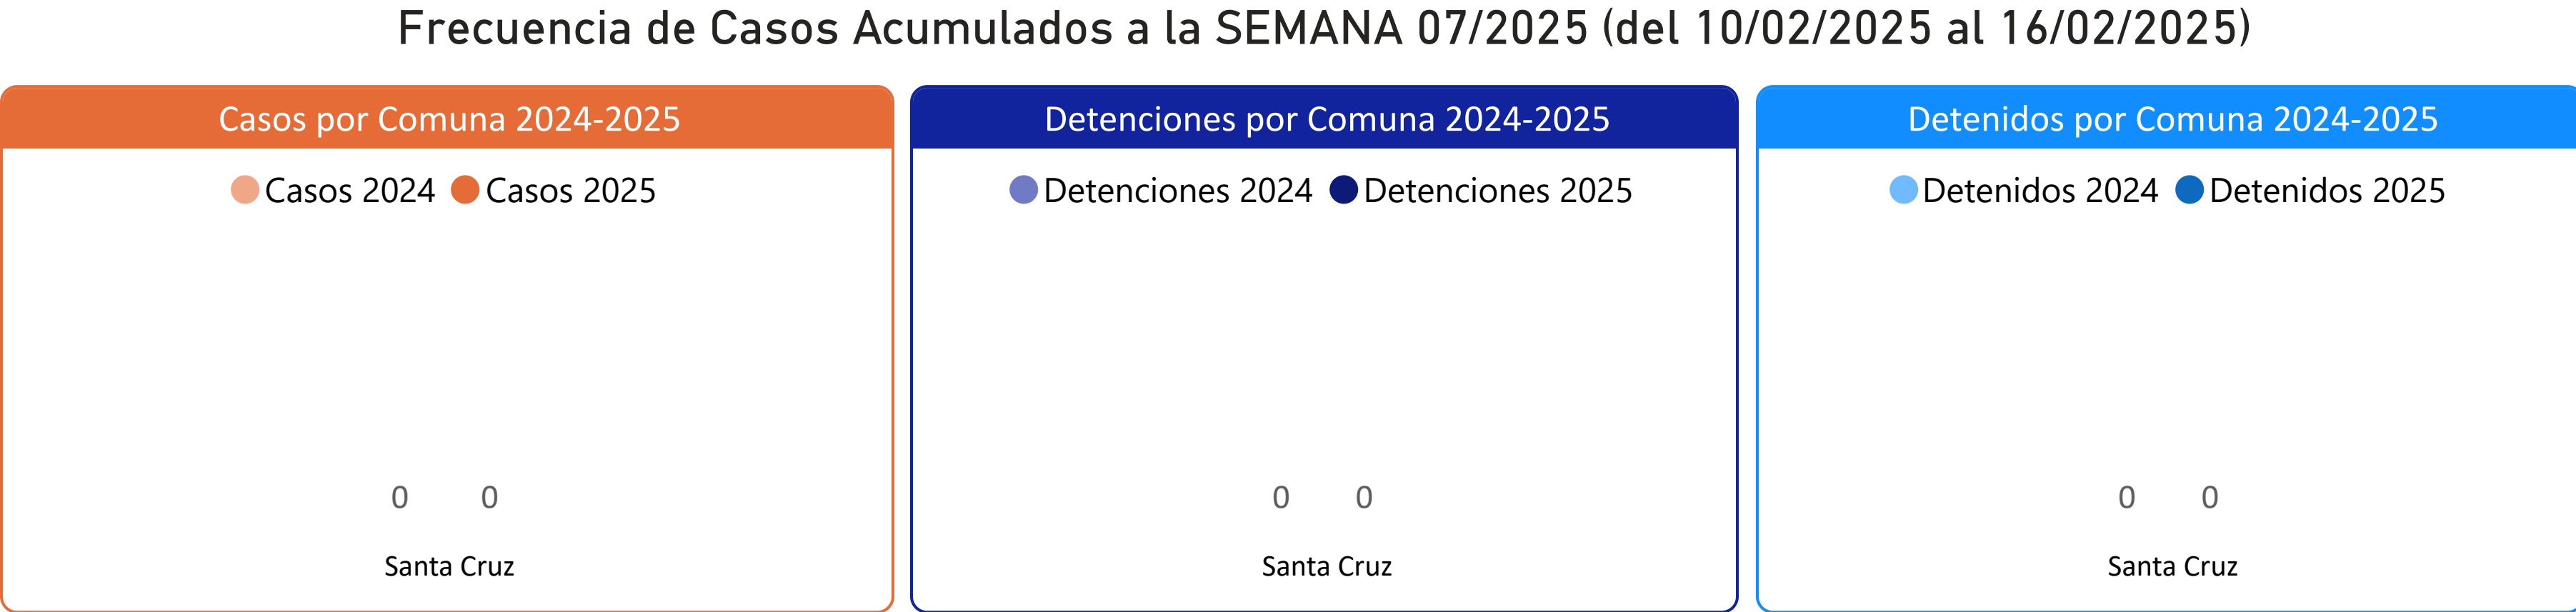 Frecuencia de Casos Acumulados a la SEMANA 07/2025 (del 10/02/2025 al 16/02/2025)
Casos por Comuna 2024-2025
Casos 2024 Casos 2025
0 0
Santa Cruz
Detenciones por Comuna 2024-2025
Detenciones 2024 Detenciones 2025
0 0
Santa Cruz
Detenidos por Comuna 2024-2025
Detenidos 2024 Detenidos 2025
0 0
Santa Cruz